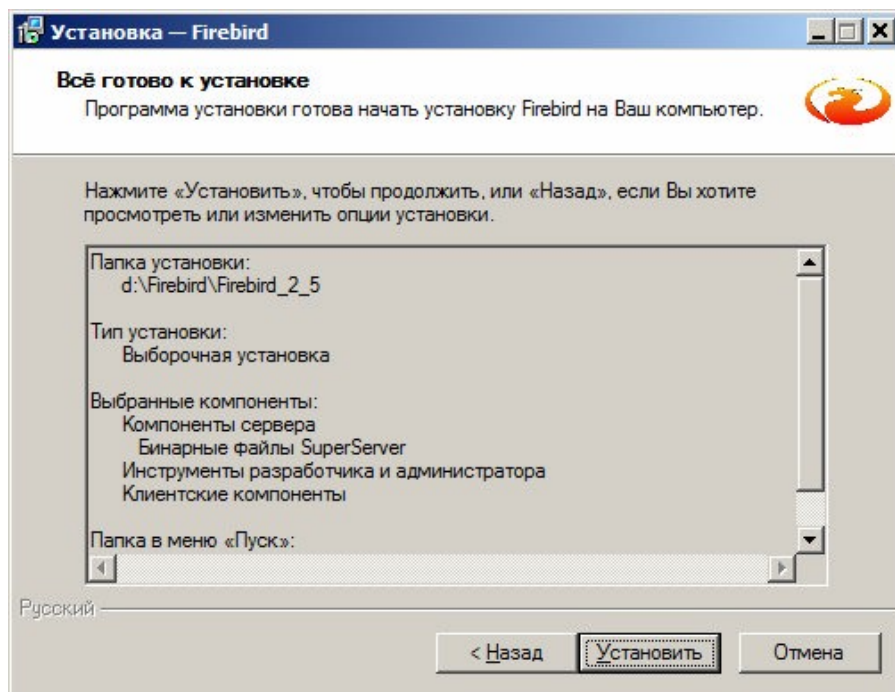 Установка — Firebird
Всё готово к установке
Программа установки готова начать установку Firebird на Ваш компьютер.
Нажмите «Установить», чтобы продолжить, или «Назад», если Вы хотите
просмотреть или изменить опции установки.
Папка установки:
d:\Firebird\Firebird_2_5
Тип установки:
Выборочная установка
Выбранные компоненты:
Компоненты сервера
Бинарные файлы SuperServer
Инструменты разработчика и администратора
Клиентские компоненты
Папка в меню «Пуск»:
Русский
< Назад Установить Отмена